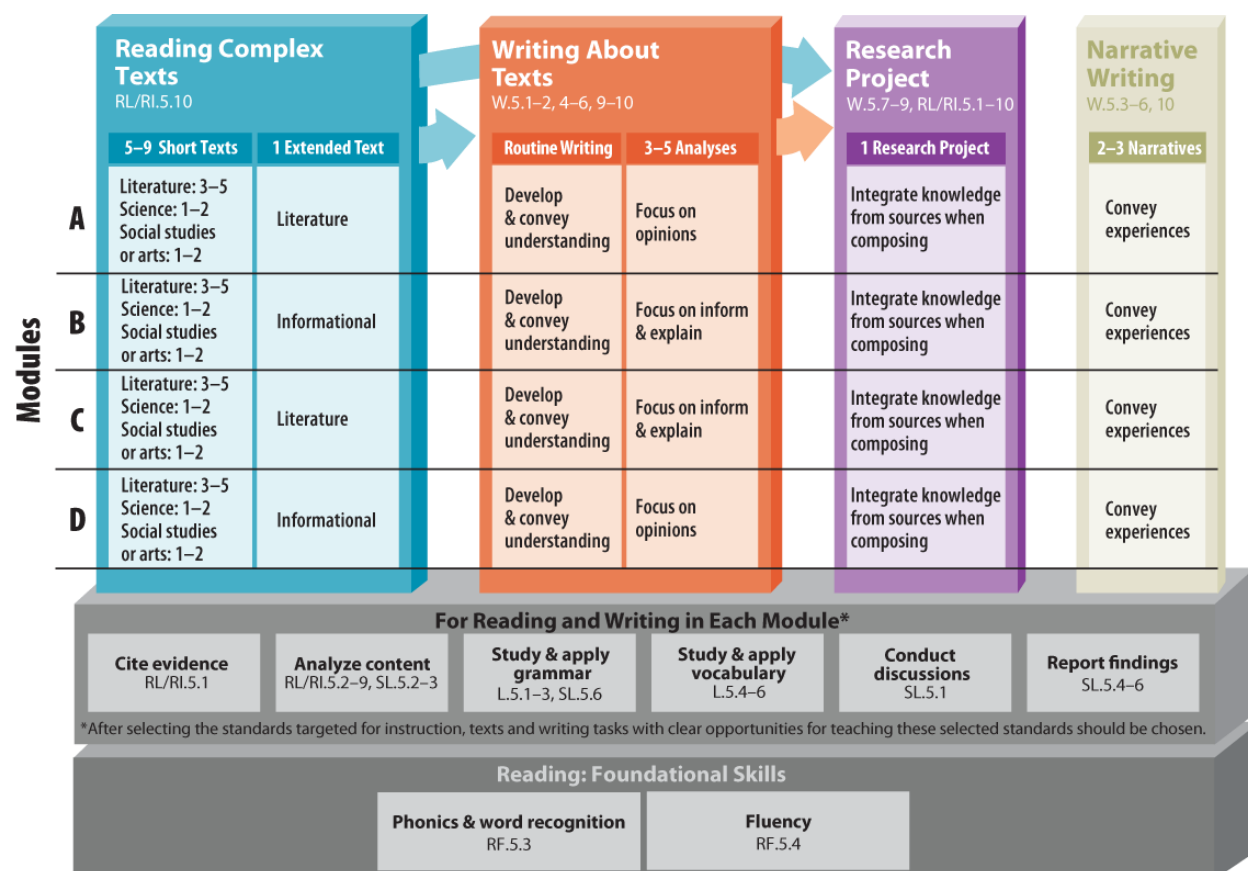 Reading Complex
Texts
RL/RI.5.10
Writing About
Texts
W.5.1–2, 4–6, 9–10
Research
Project
W.5.7–9, RL/RI.5.1–10
Narrative
Writing
W.5.3–6, 10
5–9 Short Texts
1 Extended Text
Routine Writing
3–5 Analyses
1 Research Project
2–3 Narratives
Modules
A
Literature: 3–5
Science: 1–2
Social studies
or arts: 1–2
Literature
Develop
& convey
understanding
Focus on
opinions
Integrate knowledge
from sources when
composing
Convey
experiences
B
Literature: 3–5
Science: 1–2
Social studies
or arts: 1–2
Informational
Develop
& convey
understanding
Focus on inform
& explain
Integrate knowledge
from sources when
composing
Convey
experiences
C
Literature: 3–5
Science: 1–2
Social studies
or arts: 1–2
Literature
Develop
& convey
understanding
Focus on inform
& explain
Integrate knowledge
from sources when
composing
Convey
experiences
D
Literature: 3–5
Science: 1–2
Social studies
or arts: 1–2
Informational
Develop
& convey
understanding
Focus on
opinions
Integrate knowledge
from sources when
composing
Convey
experiences
For Reading and Writing in Each Module*
Cite evidence
RL/RI.5.1
Analyze content
RL/RI.5.2–9, SL.5.2–3
Study & apply
grammar
L.5.1–3, SL.5.6
Study & apply
vocabulary
L.5.4–6
Conduct
discussions
SL.5.1
Report findings
SL.5.4–6
*After selecting the standards targeted for instruction, texts and writing tasks with clear opportunities for teaching these selected standards should be chosen.
Reading: Foundational Skills
Phonics & word recognition
RF.5.3
Fluency
RF.5.4